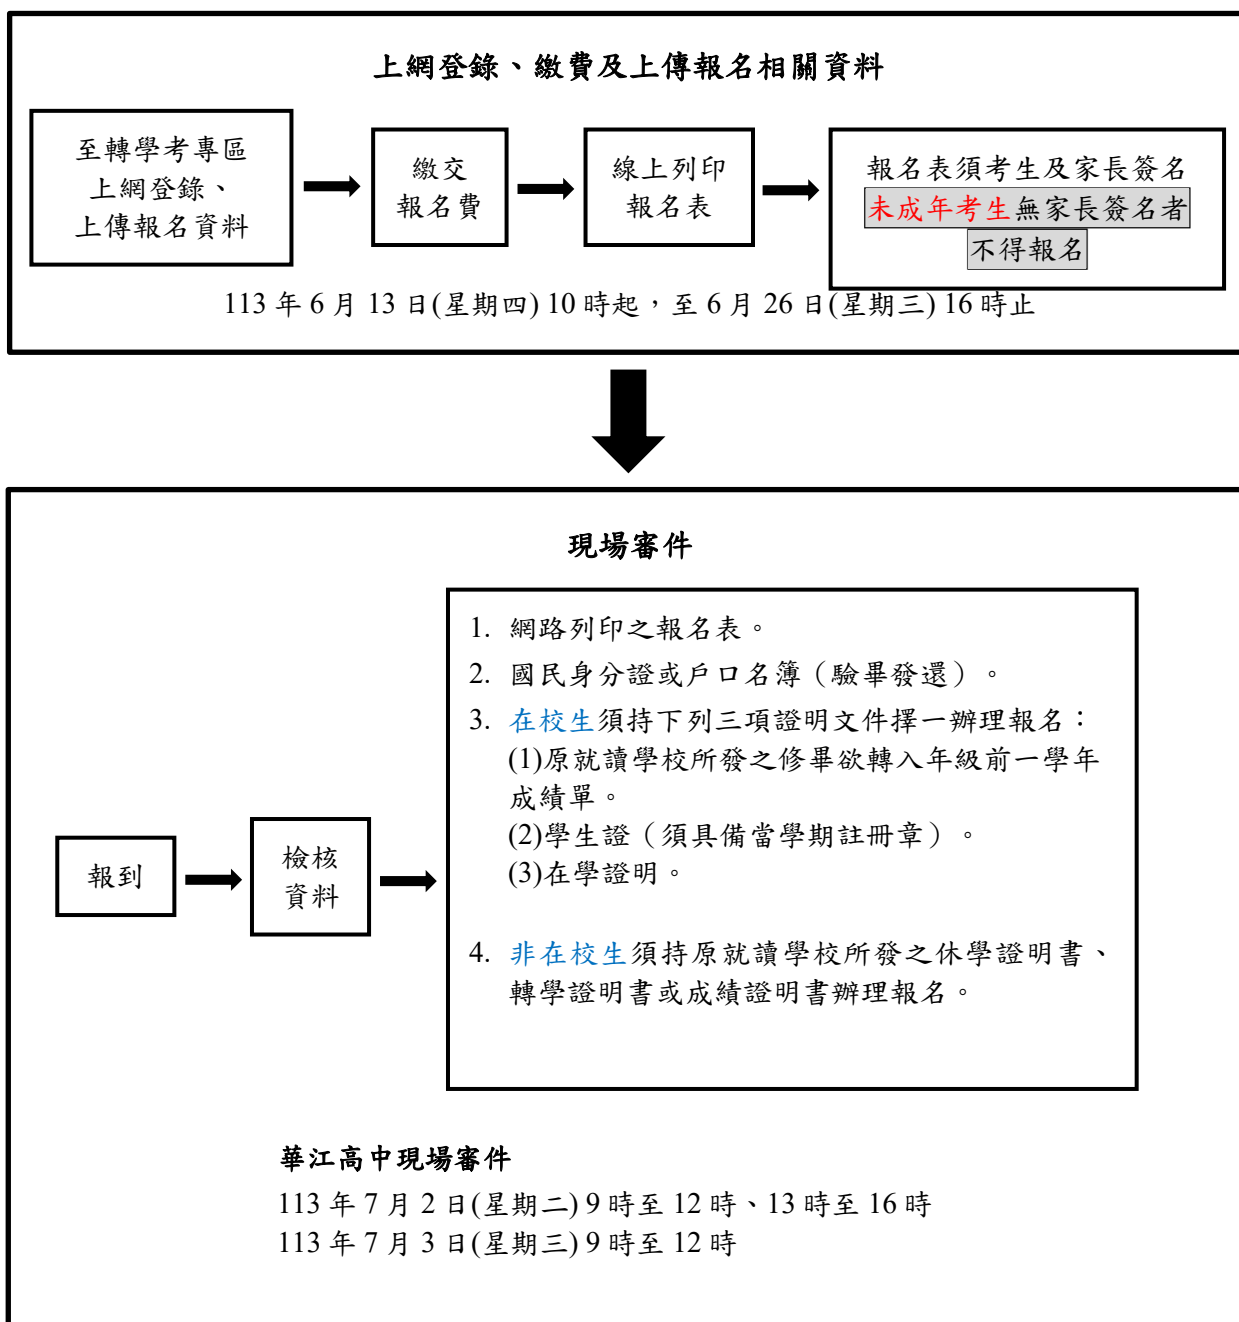 上網登錄、繳費及上傳報名相關資料
至轉學考專區
上網登錄、
上傳報名資料
繳交
報名費
線上列印
報名表
報名表須考生及家長簽名
未成年考生無家長簽名者
不得報名
113 年 6 月 13 日(星期四) 10 時起，至 6 月 26 日(星期三) 16 時止
現場審件
報到
檢核
資料
1. 網路列印之報名表。
2. 國民身分證或戶口名簿（驗畢發還）。
3. 在校生須持下列三項證明文件擇一辦理報名：
(1)原就讀學校所發之修畢欲轉入年級前一學年
成績單。
(2)學生證（須具備當學期註冊章）。
(3)在學證明。
4. 非在校生須持原就讀學校所發之休學證明書、
轉學證明書或成績證明書辦理報名。
華江高中現場審件
113 年 7 月 2 日(星期二) 9 時至 12 時、13 時至 16 時
113 年 7 月 3 日(星期三) 9 時至 12 時